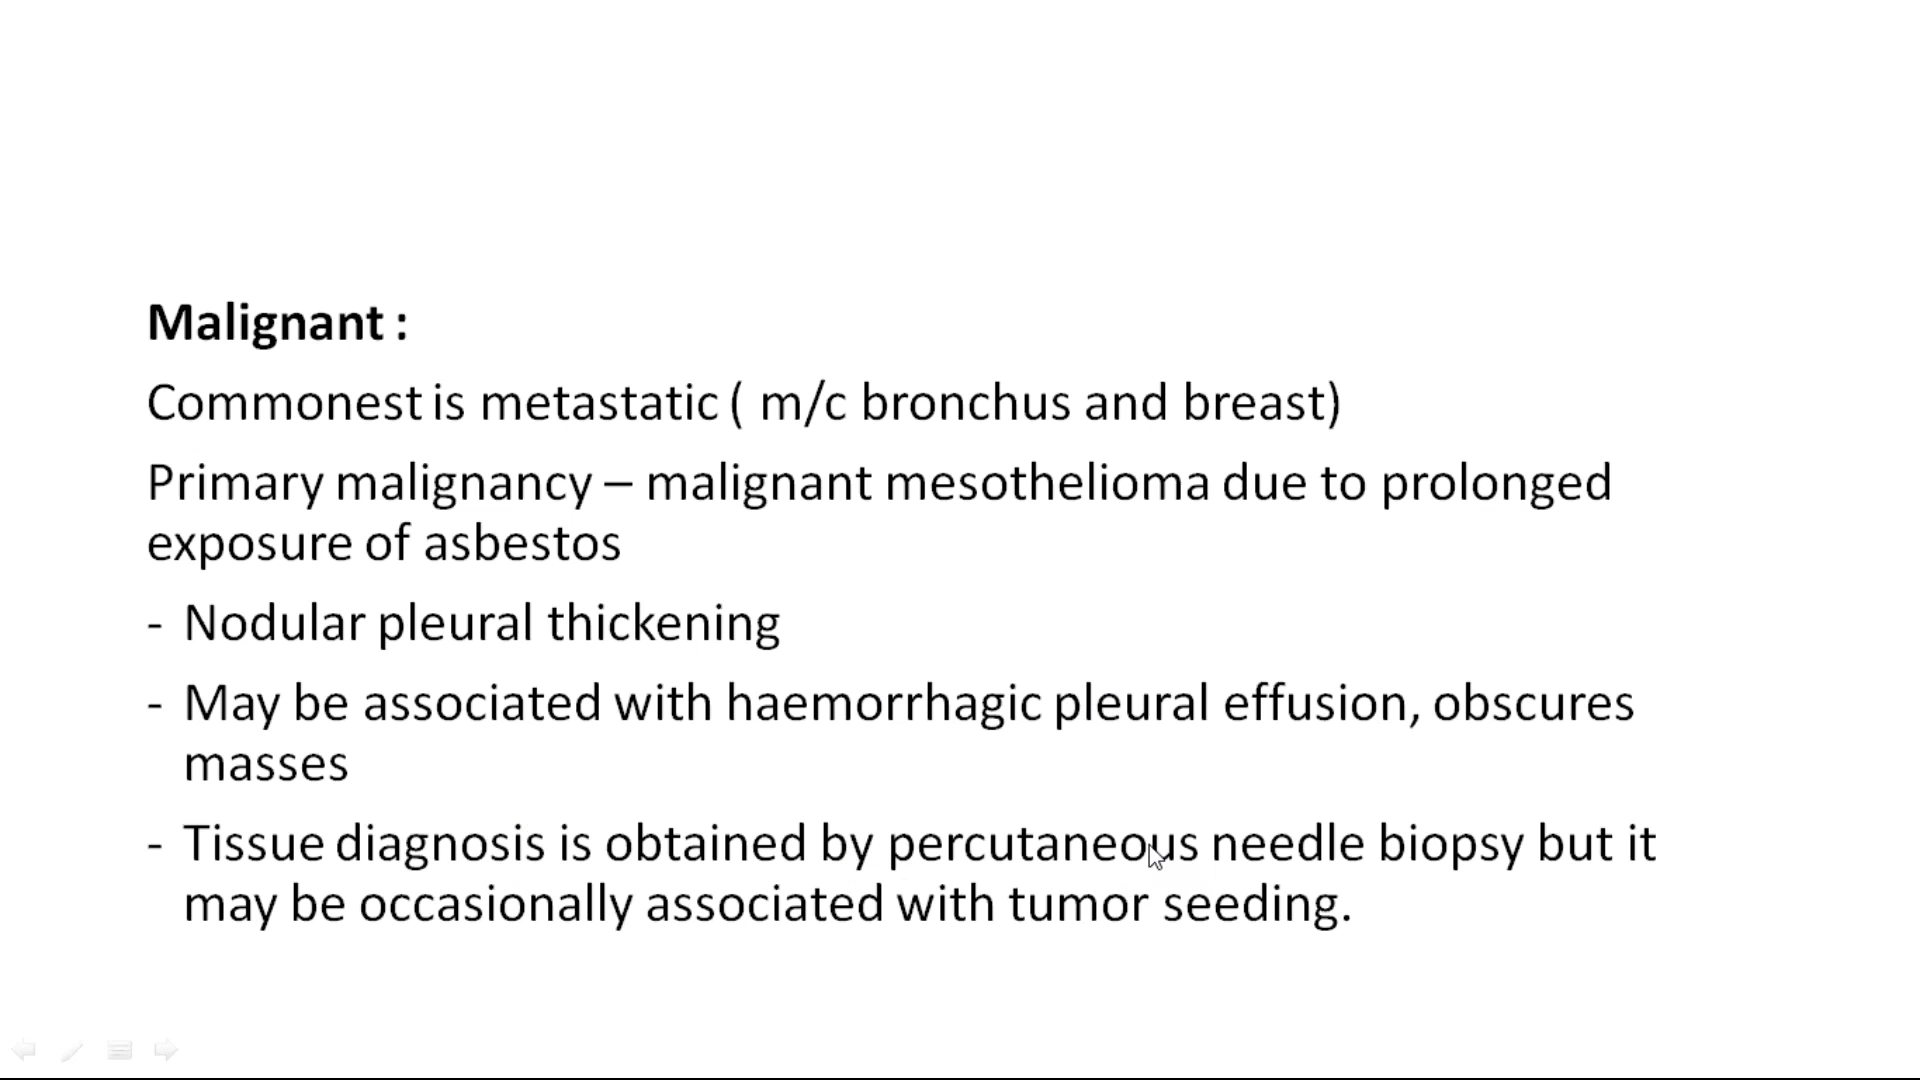 Malignant :
Commonest is metastatic ( m/c bronchus and breast)
Primary malignancy – malignant mesothelioma due to prolonged
exposure of asbestos
- Nodular pleural thickening
- May be associated with haemorrhagic pleural effusion, obscures
masses
- Tissue diagnosis is obtained by percutaneous needle biopsy but it
may be occasionally associated with tumor seeding.